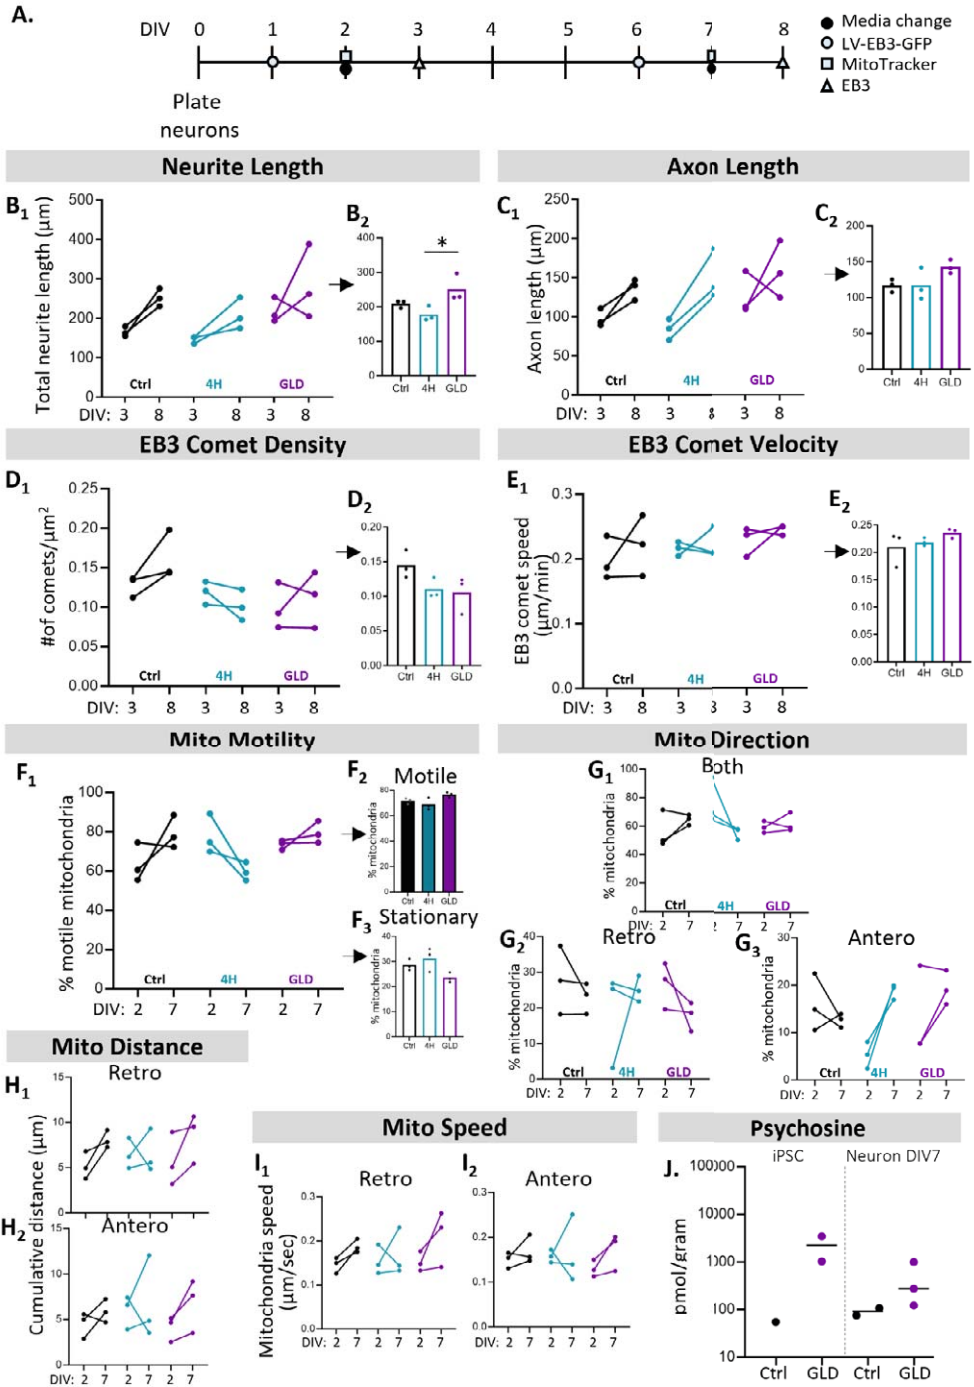 A.
DIV 0 1 2 3 4 5 6 7 8
Plate
neurons
Media change
LV-EB3-GFP
MitoTracker
EB3
Neurite Length
B1
Total neurite length (μm)
500
400
300
200
100
0
Ctrl 4H GLD
DIV: 3 8 3 8 3 8
B2
400
300
200
100
0
*
Ctrl 4H GLD
Axon Length
C1
Axon length (μm)
250
200
150
100
50
0
Ctrl 4H GLD
DIV: 3 8 3 8 3 8
C2
200
150
100
50
0
Ctrl 4H GLD
EB3 Comet Density
D1
#of comets/μm2
0.25
0.20
0.15
0.10
0.05
0.00
Ctrl 4H GLD
DIV: 3 8 3 8 3 8
D2
0.20
0.15
0.10
0.05
0.00
Ctrl 4H GLD
EB3 Comet Velocity
E1
EB3 comet speed
(μm/min)
0.3
0.2
0.1
0.0
Ctrl 4H GLD
DIV: 3 8 3 8 3 8
E2
0.25
0.20
0.15
0.10
0.05
0.00
Ctrl 4H GLD
Mito Motility
F1
% motile mitochondria
100
80
60
40
20
0
Ctrl 4H GLD
DIV: 2 7 2 7 2 7
F2 Motile
% mitochondria
80
60
40
20
0
Ctrl 4H GLD
F3 Stationary
% mitochondria
40
30
20
10
0
Ctrl 4H GLD
Mito Direction
G1 Both
% mitochondria
100
80
60
40
20
0
Ctrl 4H GLD
DIV: 2 7 2 7 2 7
G2 Retro
% mitochondria
40
30
20
10
0
Ctrl 4H GLD
DIV: 2 7 2 7 2 7
G3 Antero
% mitochondria
30
20
10
0
Ctrl 4H GLD
DIV: 2 7 2 7 2 7
Mito Distance
H1 Retro
Cumulative distance (μm)
15
10
5
0
H2 Antero
15
10
5
0
DIV: 2 7 2 7 2 7
Mito Speed
I1 Retro
Mitochondria speed
(μm/sec)
0.3
0.2
0.1
0.0
DIV: 2 7 2 7 2 7
I2 Antero
0.3
0.2
0.1
0.0
DIV: 2 7 2 7 2 7
Psychosine
J. iPSC Neuron DIV7
pmol/gram
100000
10000
1000
100
10
Ctrl GLD Ctrl GLD